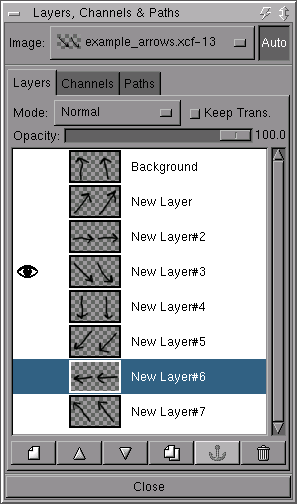 Layers, Channels & Paths
Image: example_arrows.xcf-13 Auto
Layers Channels Paths
Mode: Normal Keep Trans.
Opacity: 100.0
Background
New Layer
New Layer#2
New Layer#3
New Layer#4
New Layer#5
New Layer#6
New Layer#7
Close